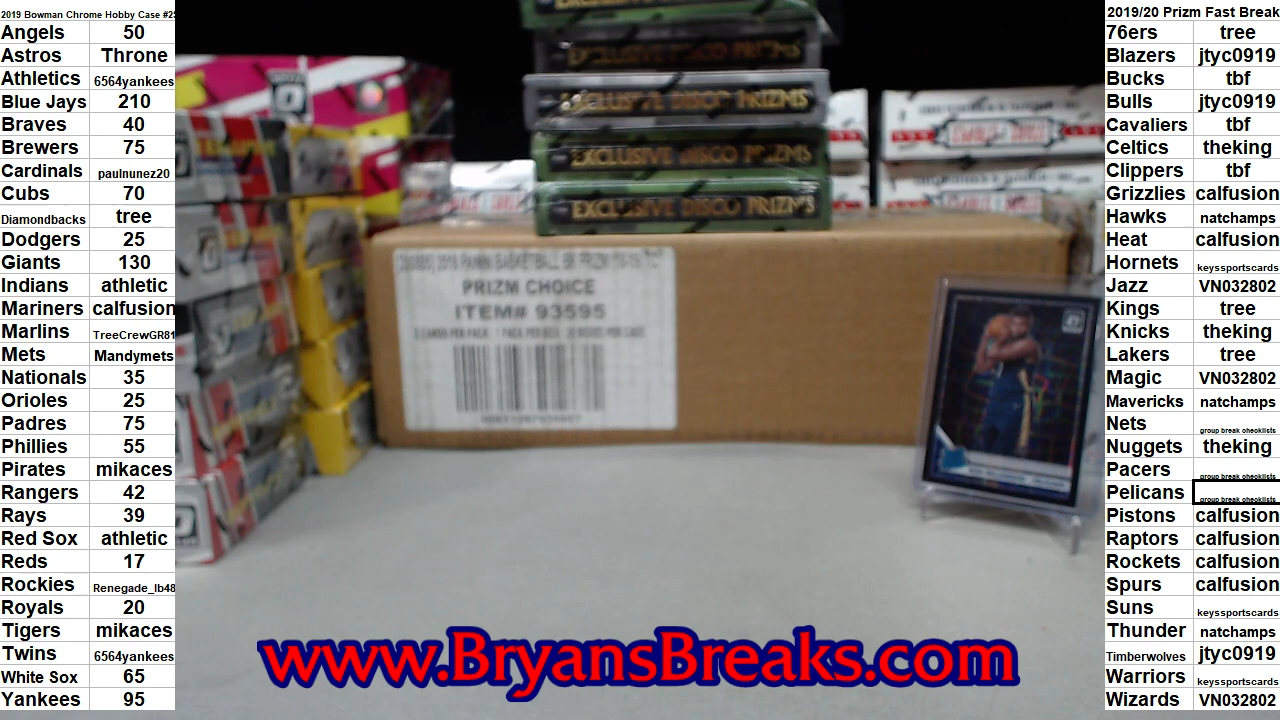 2019 Bowman Chrome Hobby Case #2
Angels 50
Astros Throne
Athletics 6564yankees
Blue Jays 210
Braves 40
Brewers 75
Cardinals paulnunez20
Cubs 70
Diamondbacks tree
Dodgers 25
Giants 130
Indians athletic
Mariners calfusion
Marlins TreeCrewGR81
Mets Mandymets
Nationals 35
Orioles 25
Padres 75
Phillies 55
Pirates mikaces
Rangers 42
Rays 39
Red Sox athletic
Reds 17
Rockies Renegade_lb48
Royals 20
Tigers mikaces
Twins 6564yankees
White Sox 65
Yankees 95
EXCLUSIVE DISCO PRIZMS
EXCLUSIVE DISCO PRIZMS
EXCLUSIVE DISCO PRIZMS
EXCLUSIVE DISCO PRIZMS
PRIZM CHOICE
ITEM# 93595
www.BryansBreaks.com
2019/20 Prizm Fast Break
76ers tree
Blazers jtyc0919
Bucks tbf
Bulls jtyc0919
Cavaliers tbf
Celtics theking
Clippers tbf
Grizzlies calfusion
Hawks natchamps
Heat calfusion
Hornets keyssportscards
Jazz VN032802
Kings tree
Knicks theking
Lakers tree
Magic VN032802
Mavericks natchamps
Nets group break checklists
Nuggets theking
Pacers group break checklists
Pelicans group break checklists
Pistons calfusion
Raptors calfusion
Rockets calfusion
Spurs calfusion
Suns keyssportscards
Thunder natchamps
Timberwolves jtyc0919
Warriors keyssportscards
Wizards VN032802